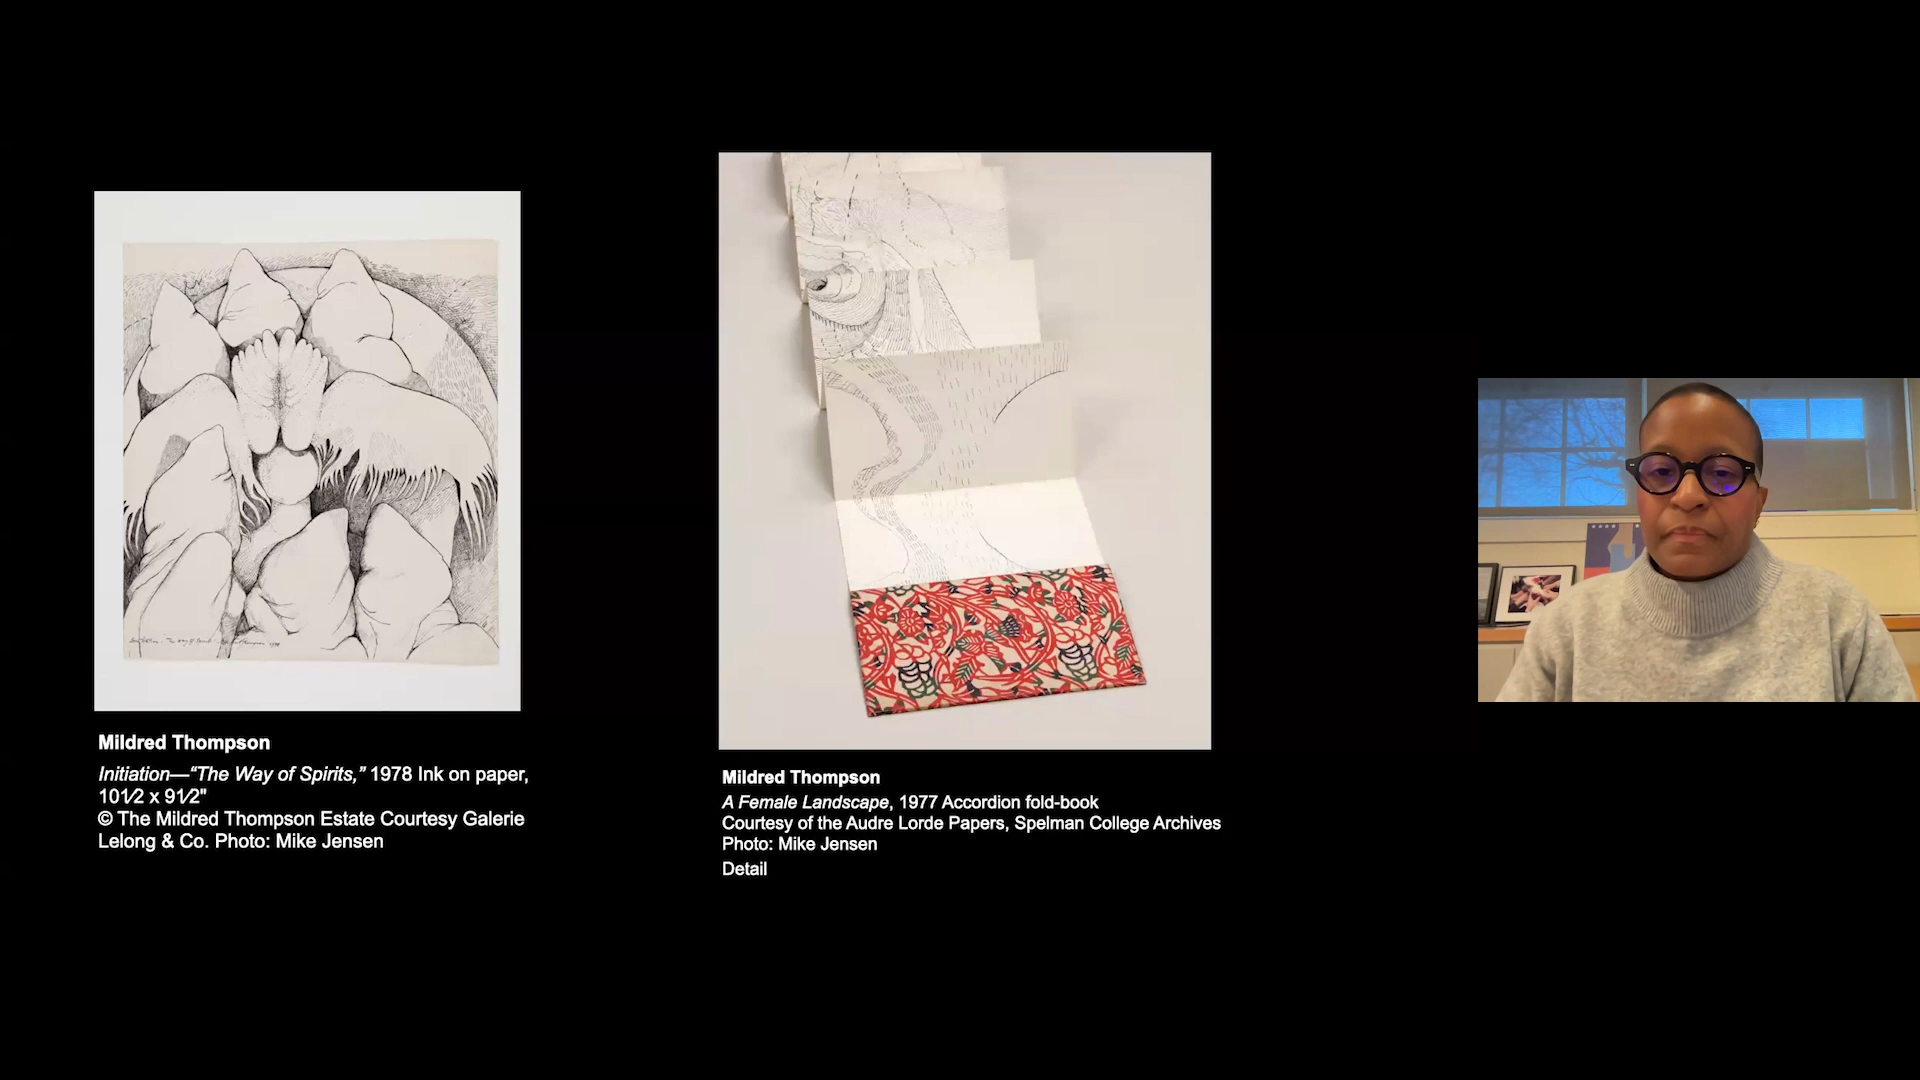 Mildred Thompson
Initiation—“The Way of Spirits,” 1978 Ink on paper,
101⁄2 x 91⁄2"
© The Mildred Thompson Estate Courtesy Galerie
Lelong & Co. Photo: Mike Jensen
Mildred Thompson
A Female Landscape, 1977 Accordion fold-book
Courtesy of the Audre Lorde Papers, Spelman College Archives
Photo: Mike Jensen
Detail